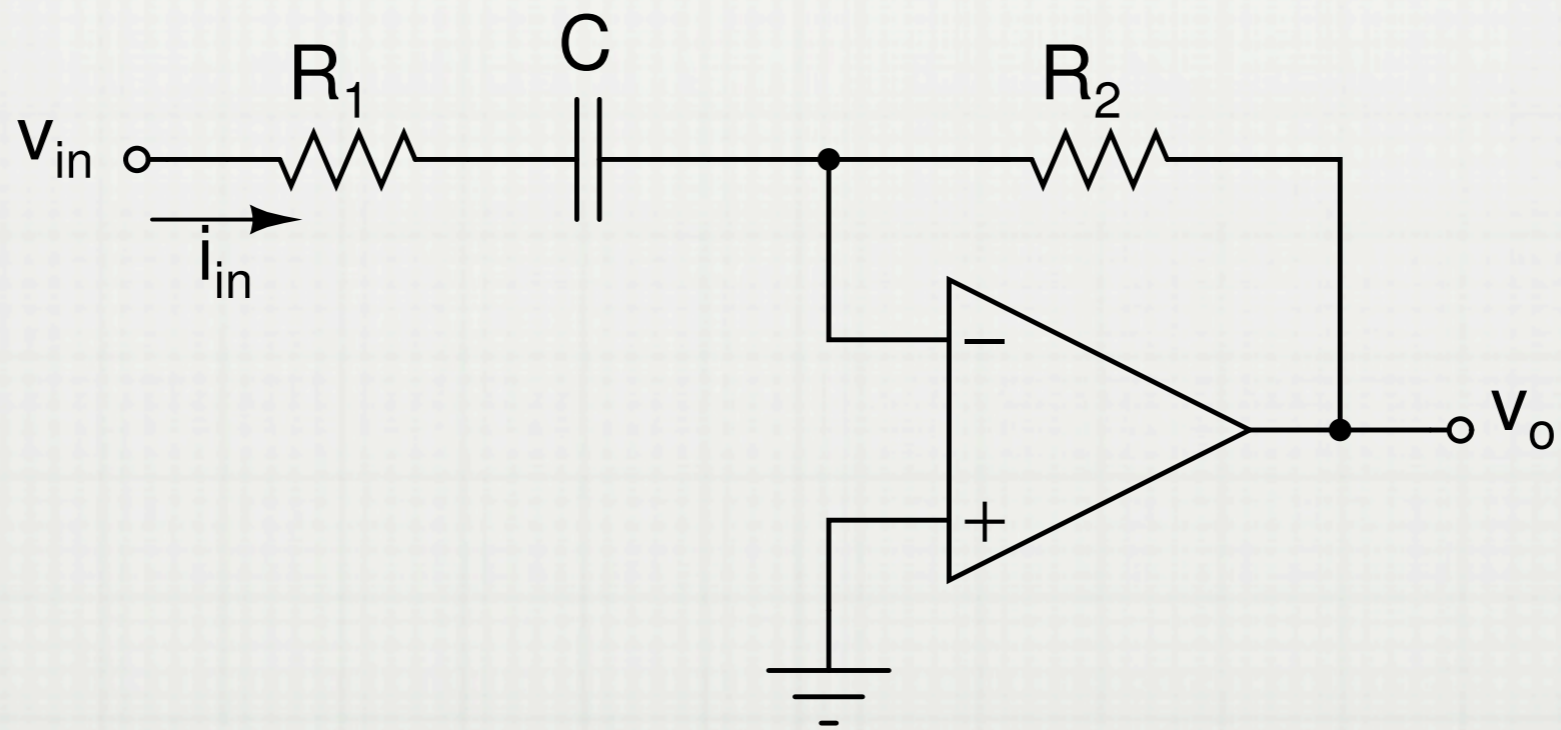 C
R₁
R₂
vᵢₙ
iᵢₙ
−
+
vₒ